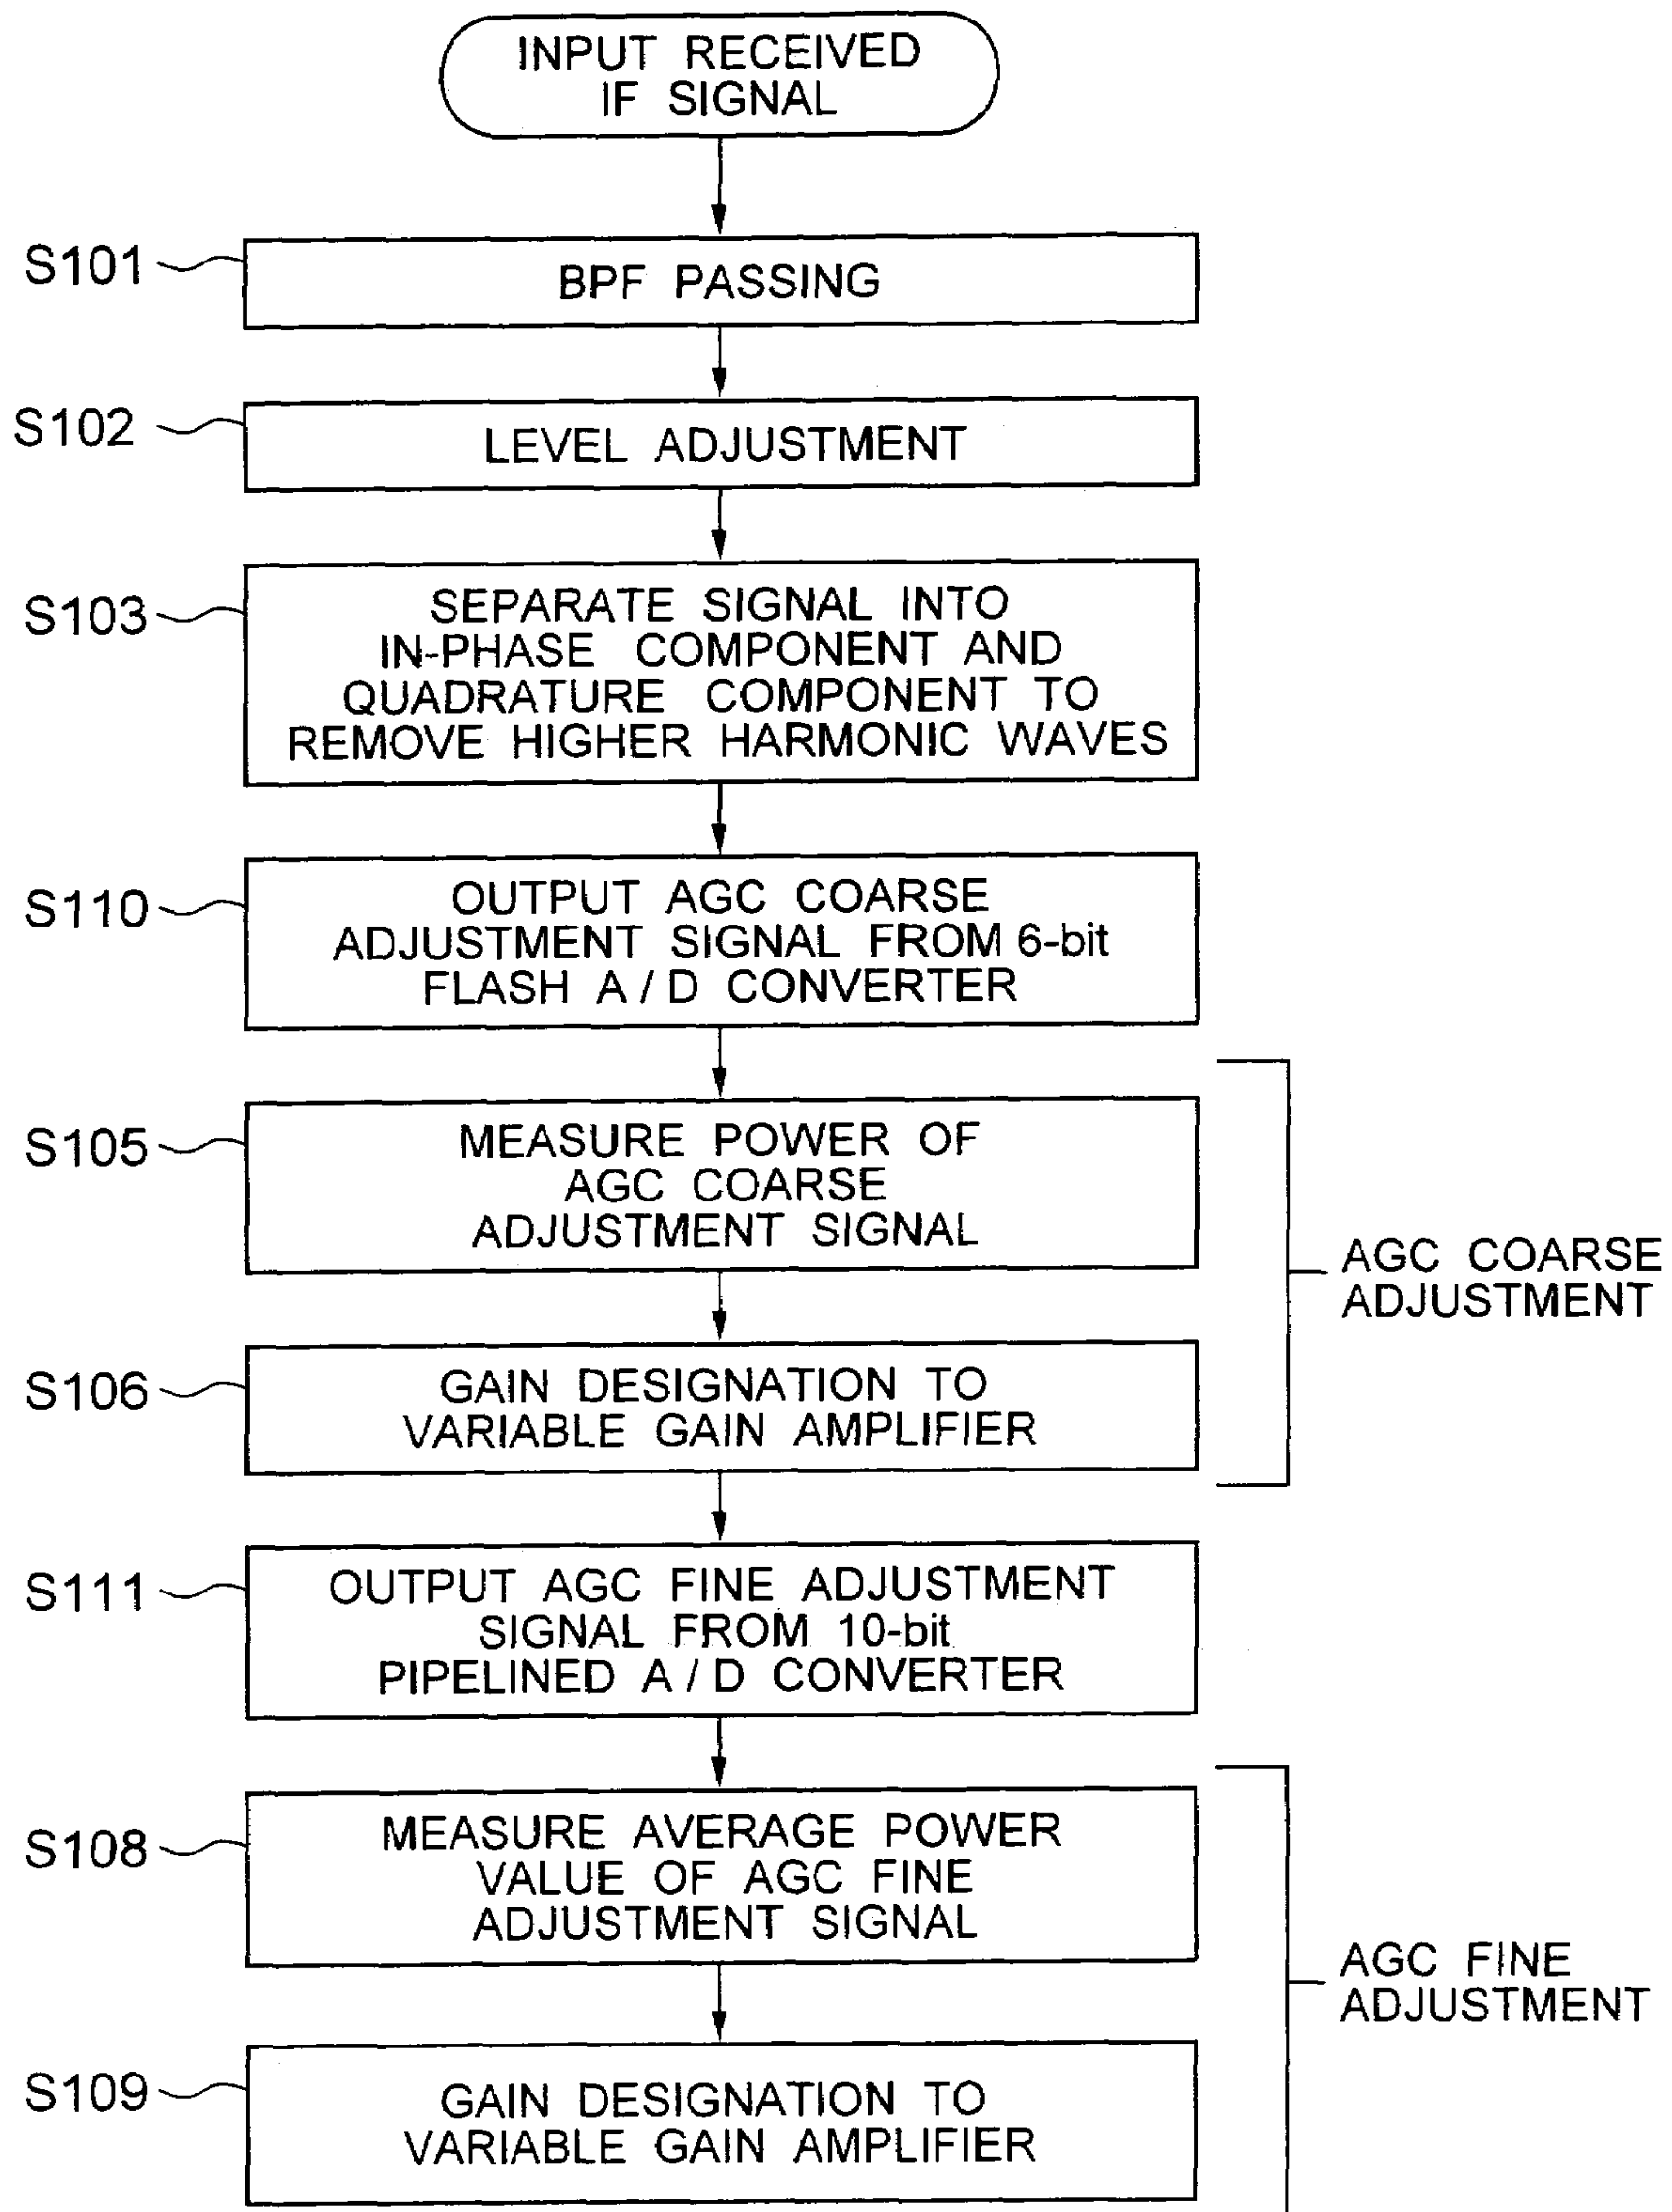 INPUT RECEIVED
IF SIGNAL
S101
BPF PASSING
S102
LEVEL ADJUSTMENT
S103
SEPARATE SIGNAL INTO
IN-PHASE COMPONENT AND
QUADRATURE COMPONENT TO
REMOVE HIGHER HARMONIC WAVES
S110
OUTPUT AGC COARSE
ADJUSTMENT SIGNAL FROM 6-bit
FLASH A / D CONVERTER
S105
MEASURE POWER OF
AGC COARSE
ADJUSTMENT SIGNAL
AGC COARSE
ADJUSTMENT
S106
GAIN DESIGNATION TO
VARIABLE GAIN AMPLIFIER
S111
OUTPUT AGC FINE ADJUSTMENT
SIGNAL FROM 10-bit
PIPELINED A / D CONVERTER
S108
MEASURE AVERAGE POWER
VALUE OF AGC FINE
ADJUSTMENT SIGNAL
AGC FINE
ADJUSTMENT
S109
GAIN DESIGNATION TO
VARIABLE GAIN AMPLIFIER